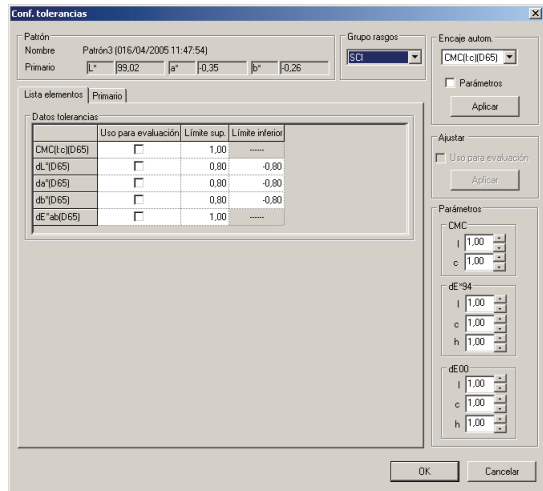 Conf. tolerancias
Patrón
Nombre Patrón3 (016/04/2005 11:47:54)
Primario L* 99,02 a* -0,35 b* -0,26
Grupo rasgos
SCI
Encaje autom.
CMC(l:c)(D65)
Parámetros
Aplicar
Lista elementos Primario
Datos tolerancias
Uso para evaluación Límite sup. Límite inferior
CMC(l:c)(D65) 1,00 ------
dL*(D65) 0,80 -0,80
da*(D65) 0,80 -0,80
db*(D65) 0,80 -0,80
dE*ab(D65) 1,00 ------
Ajustar
Uso para evaluación
Aplicar
Parámetros
CMC
l 1,00
c 1,00
dE*94
l 1,00
c 1,00
h 1,00
dE00
l 1,00
c 1,00
h 1,00
OK Cancelar